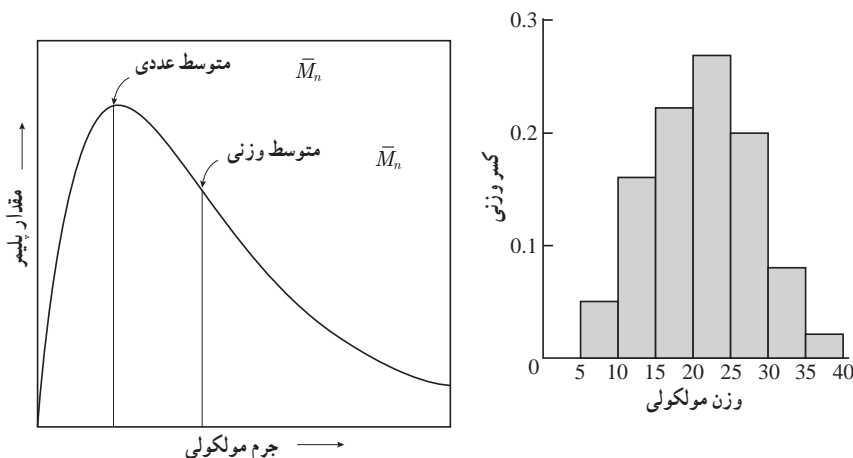 متوسط عددی
M̄ₙ
متوسط وزنی
M̄ₙ
مقدار پلیمر
جرم مولکولی
0.3
0.2
0.1
0
کسر وزنی
5 10 15 20 25 30 35 40
وزن مولکولی